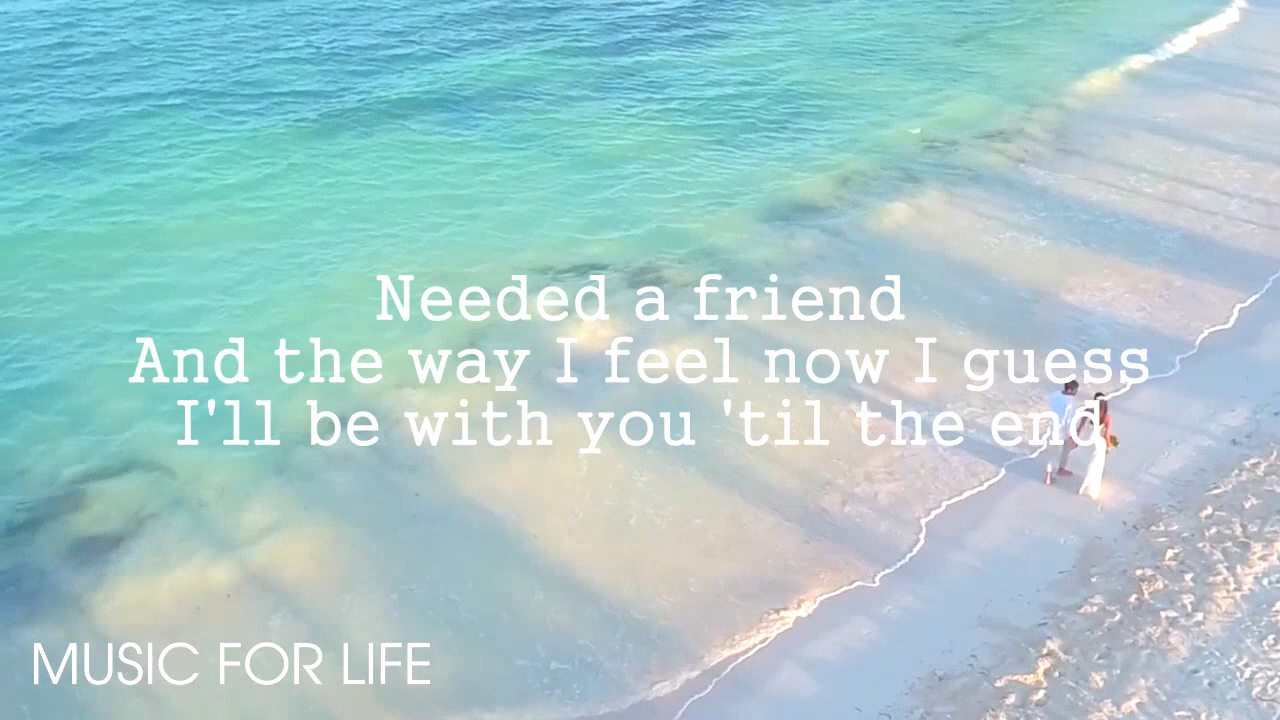 Needed a friend
And the way I feel now I guess
I'll be with you 'til the end
MUSIC FOR LIFE